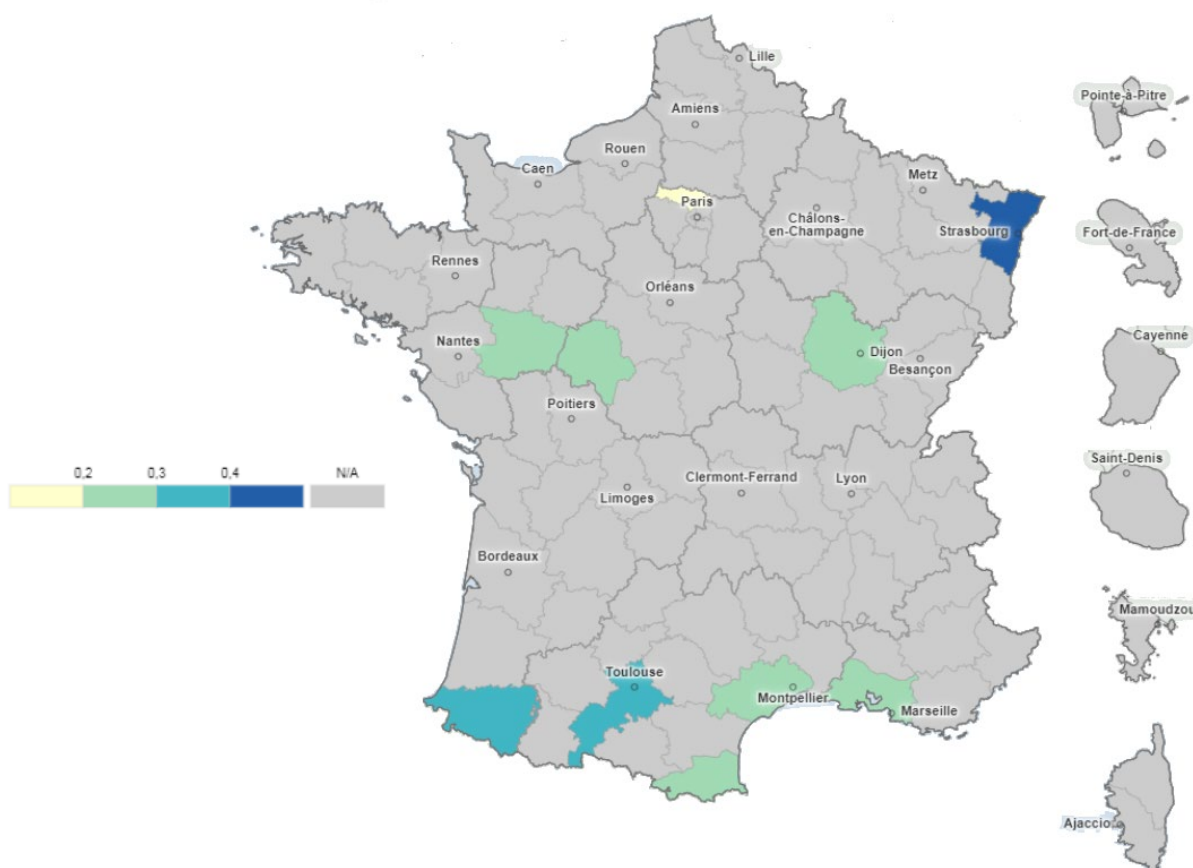 Lille
Pointe-à-Pitre
Amiens
Rouen
Caen
Metz
Paris
Châlons-
en-Champagne
Strasbourg
Fort-de-France
Rennes
Orléans
Cayenne
Nantes
Dijon
Besançon
Poitiers
Saint-Denis
0,2 0,3 0,4 N/A
Clermont-Ferrand
Lyon
Limoges
Bordeaux
Mamoudzou
Toulouse
Montpellier
Marseille
Ajaccio